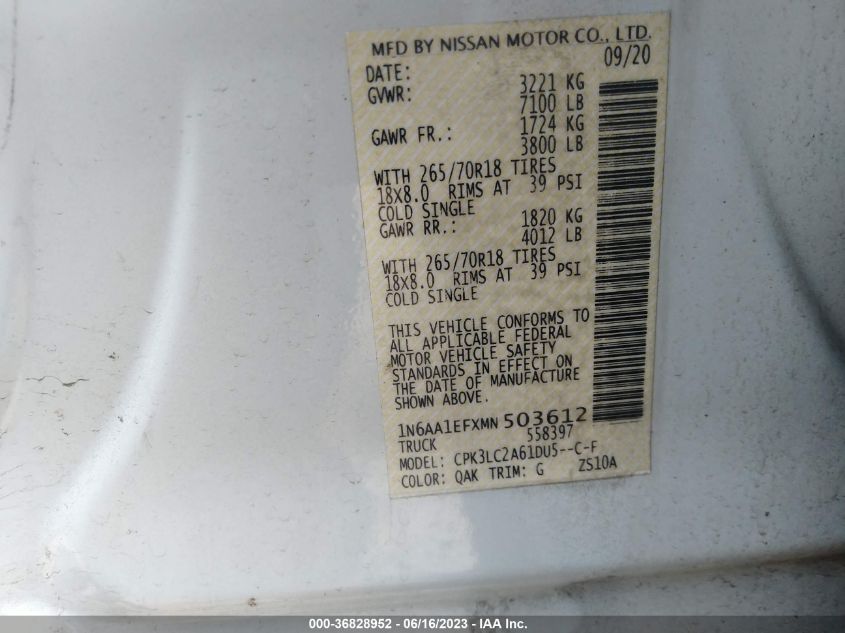 MFD BY NISSAN MOTOR CO., LTD.
DATE: 09/20
GVWR: 3221 KG
7100 LB
GAWR FR.: 1724 KG
3800 LB
WITH 265/70R18 TIRES
18X8.0 RIMS AT 39 PSI
COLD SINGLE
GAWR RR.: 1820 KG
4012 LB
WITH 265/70R18 TIRES
18X8.0 RIMS AT 39 PSI
COLD SINGLE
THIS VEHICLE CONFORMS TO
ALL APPLICABLE FEDERAL
MOTOR VEHICLE SAFETY
STANDARDS IN EFFECT ON
THE DATE OF MANUFACTURE
SHOWN ABOVE.
1N6AA1EFXMN 503612
TRUCK 558397
MODEL: CPK3LC2A61DU5--C-F
COLOR: QAK TRIM: G ZS10A
000-36828952 - 06/16/2023 - IAA Inc.